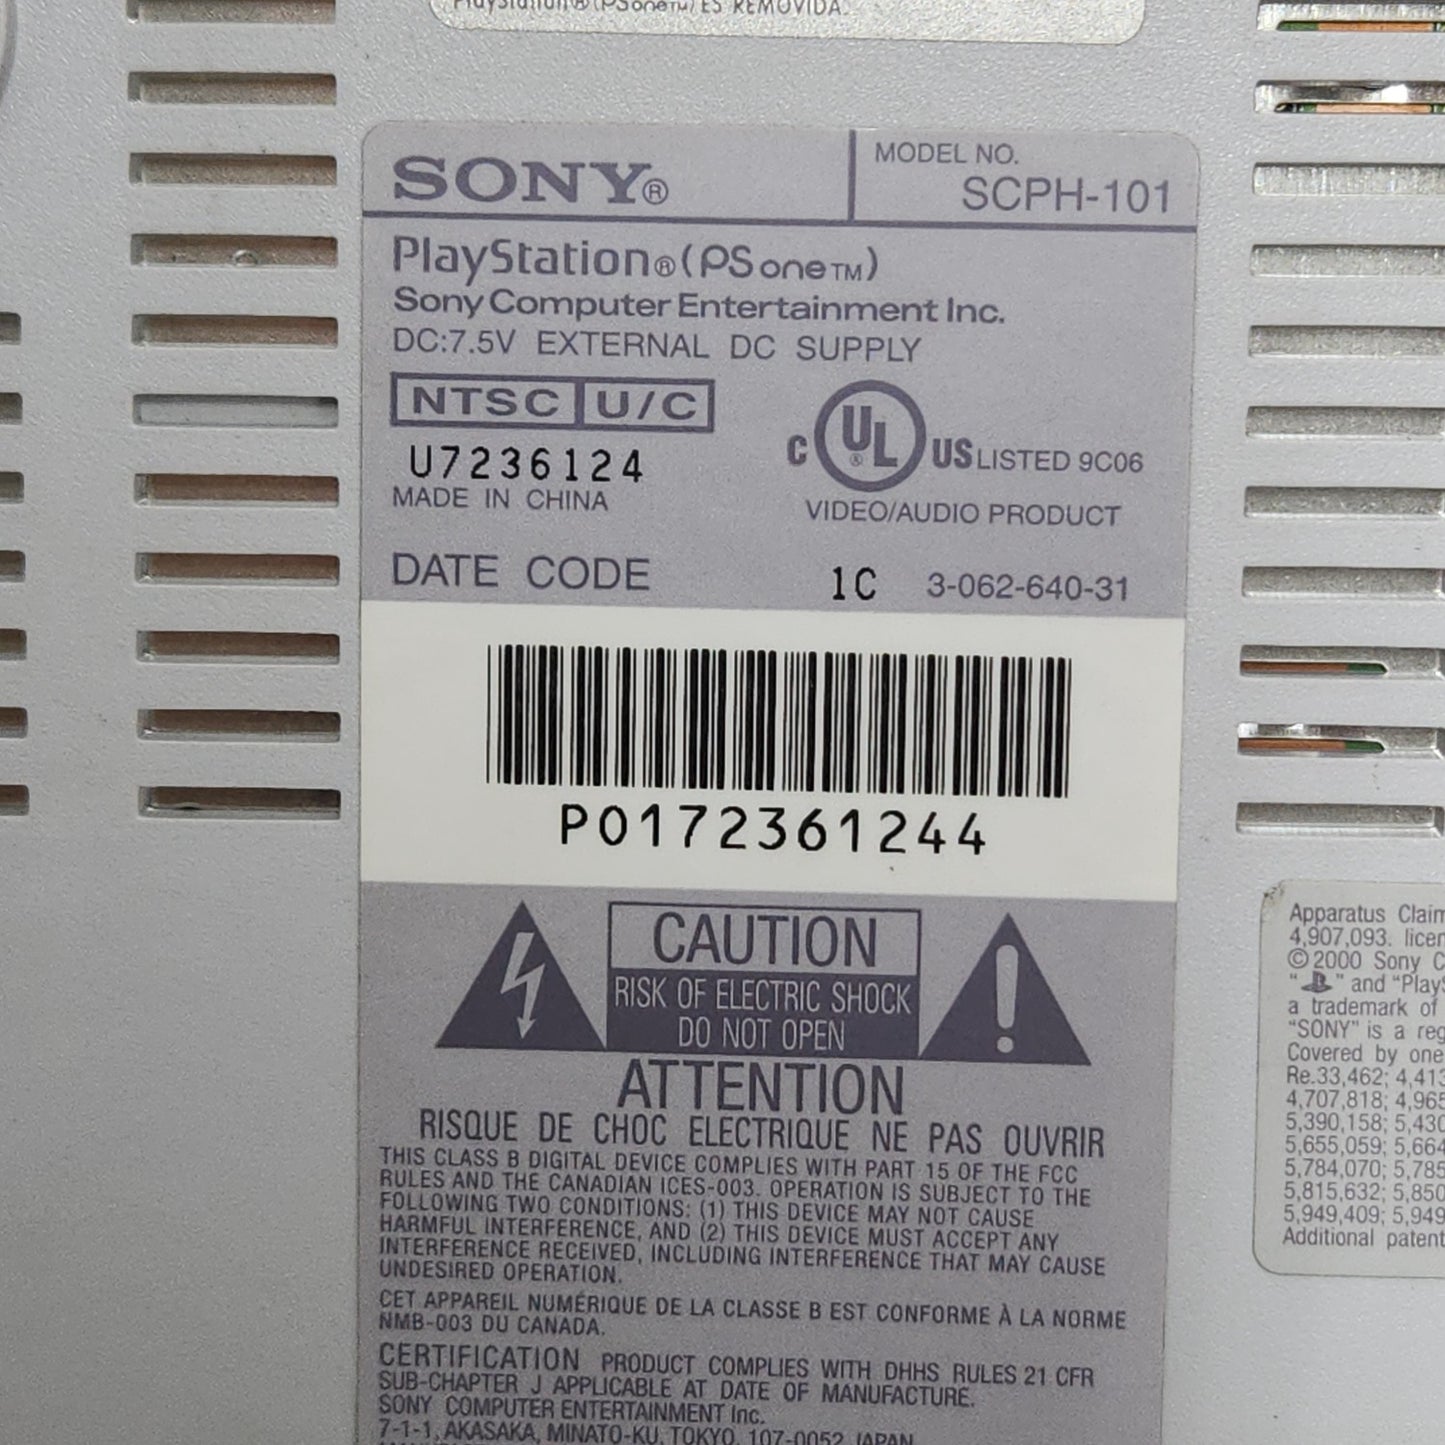 PlayStation®(PSone™) ES REMOVIDA.
SONY®
MODEL NO.
SCPH-101
PlayStation®(PSone™)
Sony Computer Entertainment Inc.
DC:7.5V EXTERNAL DC SUPPLY
NTSC U/C
U7236124
MADE IN CHINA
C UL® US LISTED 9C06
VIDEO/AUDIO PRODUCT
DATE CODE 1C 3-062-640-31
P0172361244
CAUTION
RISK OF ELECTRIC SHOCK
DO NOT OPEN
ATTENTION
RISQUE DE CHOC ELECTRIQUE NE PAS OUVRIR
THIS CLASS B DIGITAL DEVICE COMPLIES WITH PART 15 OF THE FCC
RULES AND THE CANADIAN ICES-003. OPERATION IS SUBJECT TO THE
FOLLOWING TWO CONDITIONS: (1) THIS DEVICE MAY NOT CAUSE
HARMFUL INTERFERENCE, AND (2) THIS DEVICE MUST ACCEPT ANY
INTERFERENCE RECEIVED, INCLUDING INTERFERENCE THAT MAY CAUSE
UNDESIRED OPERATION.
CET APPAREIL NUMÉRIQUE DE LA CLASSE B EST CONFORME À LA NORME
NMB-003 DU CANADA.
CERTIFICATION PRODUCT COMPLIES WITH DHHS RULES 21 CFR
SUB-CHAPTER J APPLICABLE AT DATE OF MANUFACTURE.
SONY COMPUTER ENTERTAINMENT Inc.
7-1-1, AKASAKA, MINATO-KU, TOKYO, 107-0052 JAPAN
Apparatus Claim
4,907,093. licen
©2000 Sony C
" " and "PlayS
a trademark of
"SONY" is a reg
Covered by one
Re.33,462; 4,413
4,707,818; 4,965
5,390,158; 5,430
5,655,059; 5,664
5,784,070; 5,785
5,815,632; 5,850
5,949,409; 5,949
Additional patent